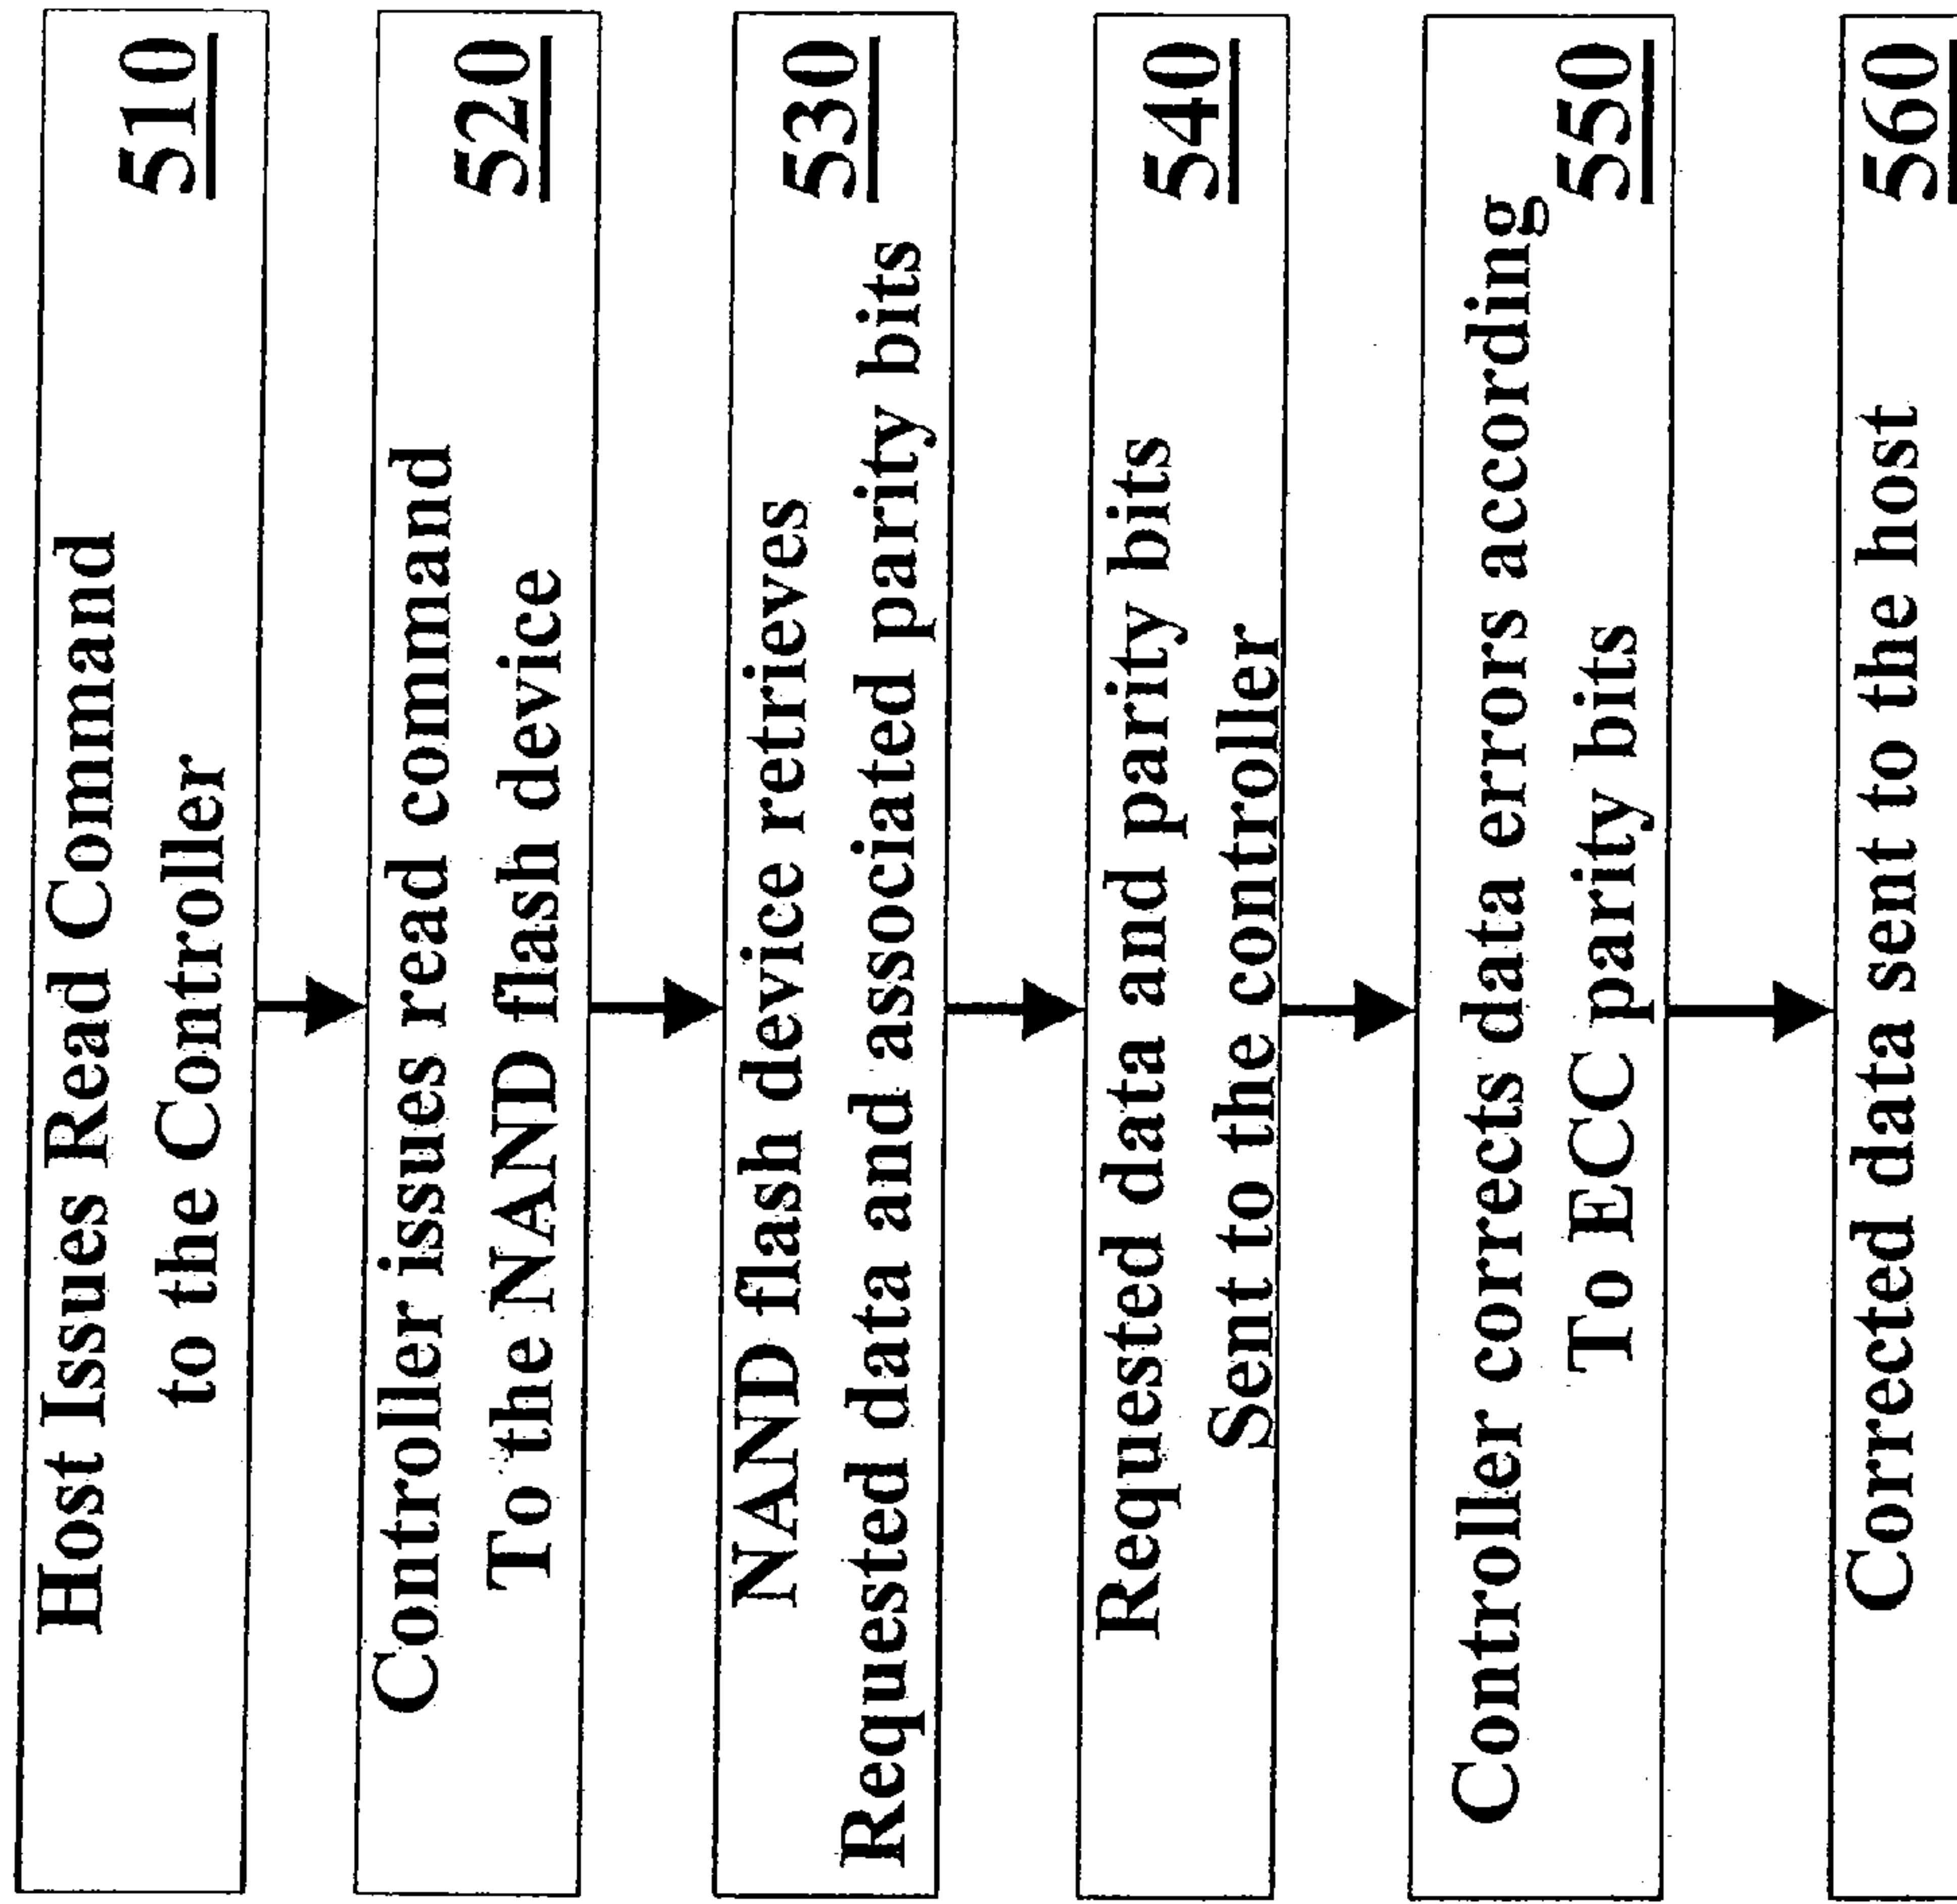 Host Issues Read Command
to the Controller
510
Controller issues read command
To the NAND flash device
520
NAND flash device retrieves
530
Requested data and associated parity bits
Requested data and parity bits
540
Sent to the controller
Controller corrects data errors according
To ECC parity bits
550
Corrected data sent to the host
560